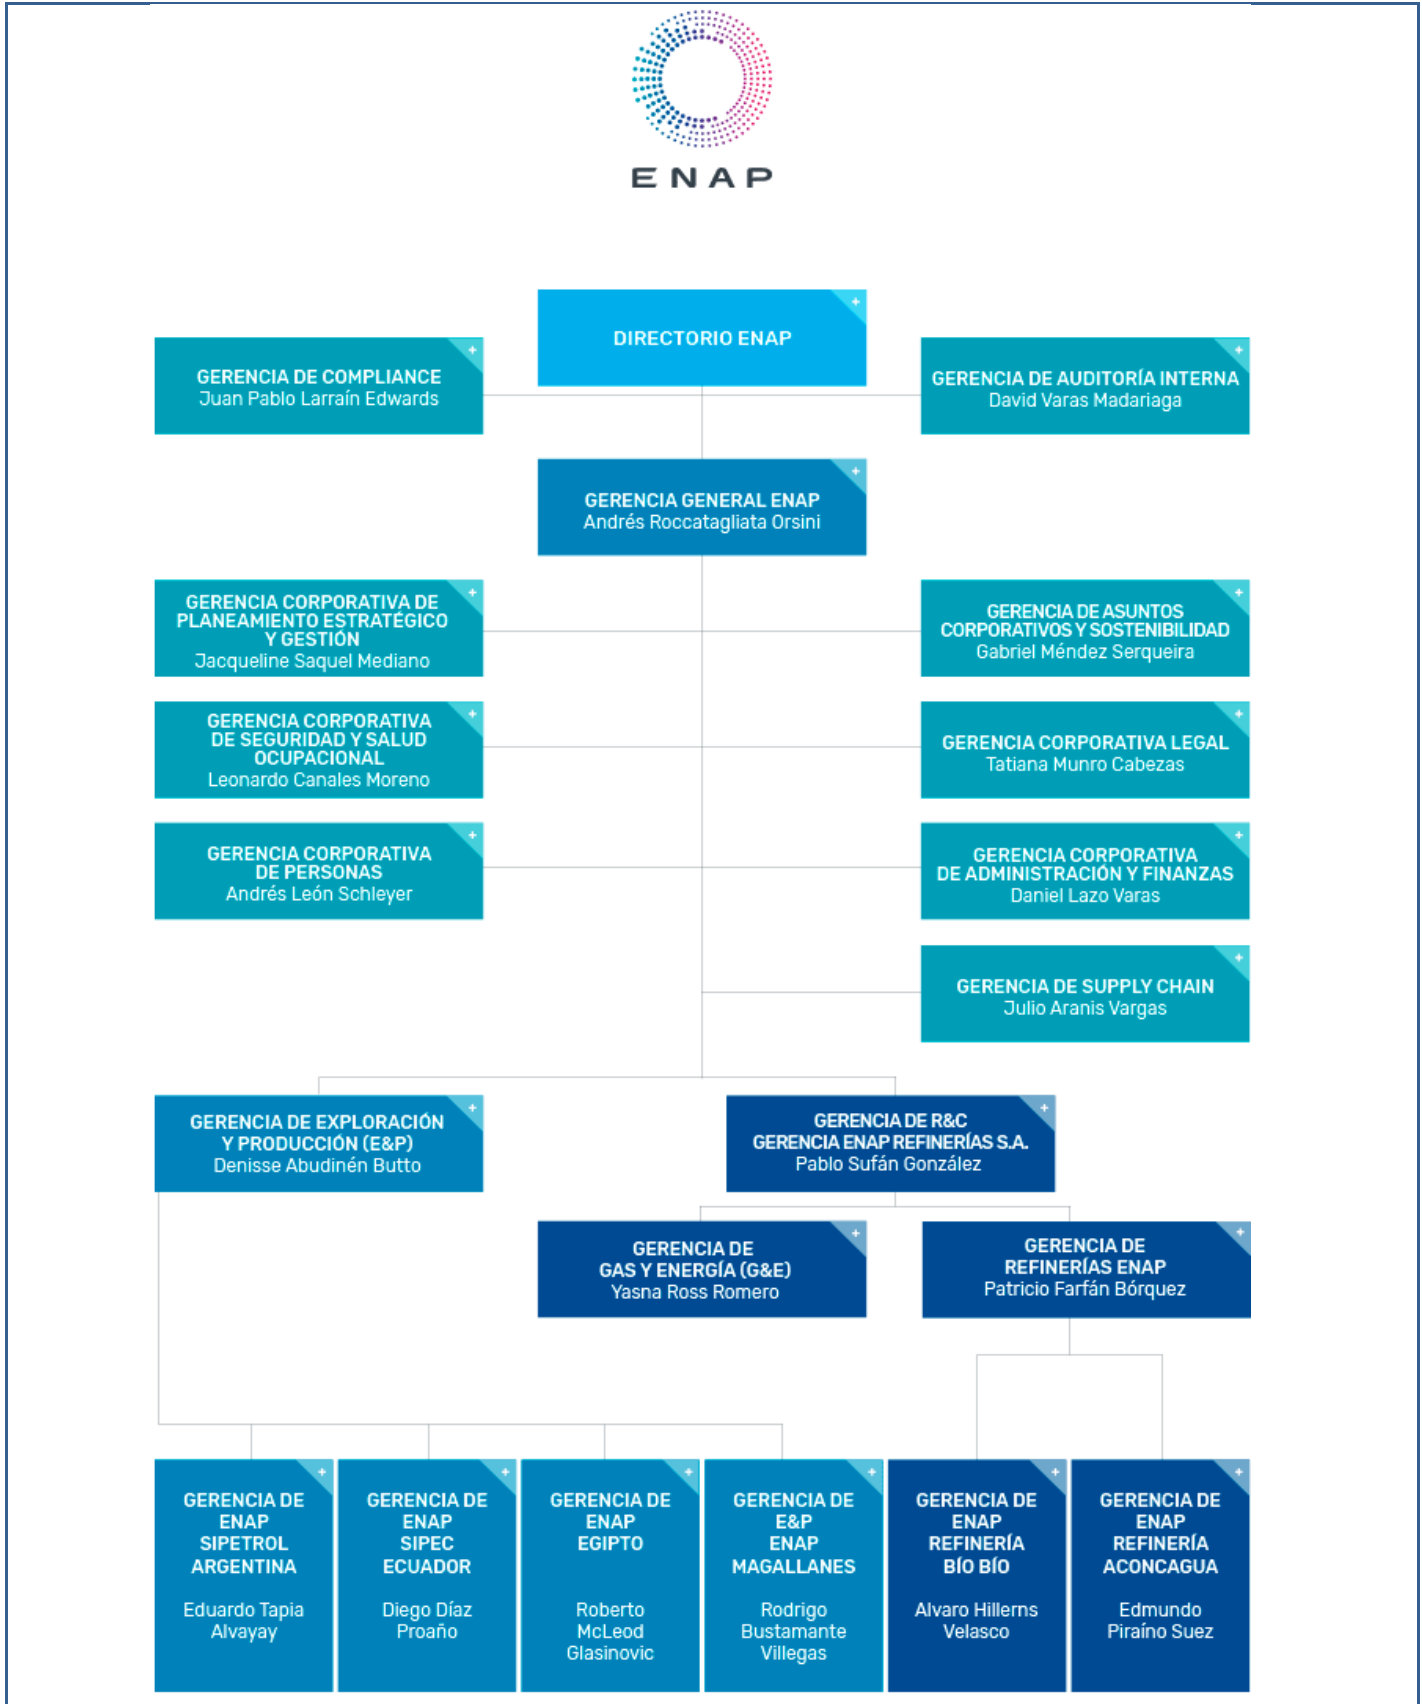 ENAP
DIRECTORIO ENAP
GERENCIA DE COMPLIANCE
Juan Pablo Larraín Edwards
GERENCIA DE AUDITORÍA INTERNA
David Varas Madariaga
GERENCIA GENERAL ENAP
Andrés Roccatagliata Orsini
GERENCIA CORPORATIVA DE
PLANEAMIENTO ESTRATÉGICO
Y GESTIÓN
Jacqueline Saquel Mediano
GERENCIA DE ASUNTOS
CORPORATIVOS Y SOSTENIBILIDAD
Gabriel Méndez Serqueira
GERENCIA CORPORATIVA
DE SEGURIDAD Y SALUD
OCUPACIONAL
Leonardo Canales Moreno
GERENCIA CORPORATIVA LEGAL
Tatiana Munro Cabezas
GERENCIA CORPORATIVA
DE PERSONAS
Andrés León Schleyer
GERENCIA CORPORATIVA
DE ADMINISTRACIÓN Y FINANZAS
Daniel Lazo Varas
GERENCIA DE SUPPLY CHAIN
Julio Aranis Vargas
GERENCIA DE EXPLORACIÓN
Y PRODUCCIÓN (E&P)
Denisse Abudinén Butto
GERENCIA DE R&C
GERENCIA ENAP REFINERÍAS S.A.
Pablo Sufán González
GERENCIA DE
GAS Y ENERGÍA (G&E)
Yasna Ross Romero
GERENCIA DE
REFINERÍAS ENAP
Patricio Farfán Bórquez
GERENCIA DE
ENAP
SIPETROL
ARGENTINA
Eduardo Tapia
Alvayay
GERENCIA DE
ENAP
SIPEC
ECUADOR
Diego Díaz
Proaño
GERENCIA DE
ENAP
EGIPTO
Roberto
McLeod
Glasinovic
GERENCIA DE
E&P
ENAP
MAGALLANES
Rodrigo
Bustamante
Villegas
GERENCIA DE
ENAP
REFINERÍA
BÍO BÍO
Alvaro Hillerns
Velasco
GERENCIA DE
ENAP
REFINERÍA
ACONCAGUA
Edmundo
Piraíno Suez